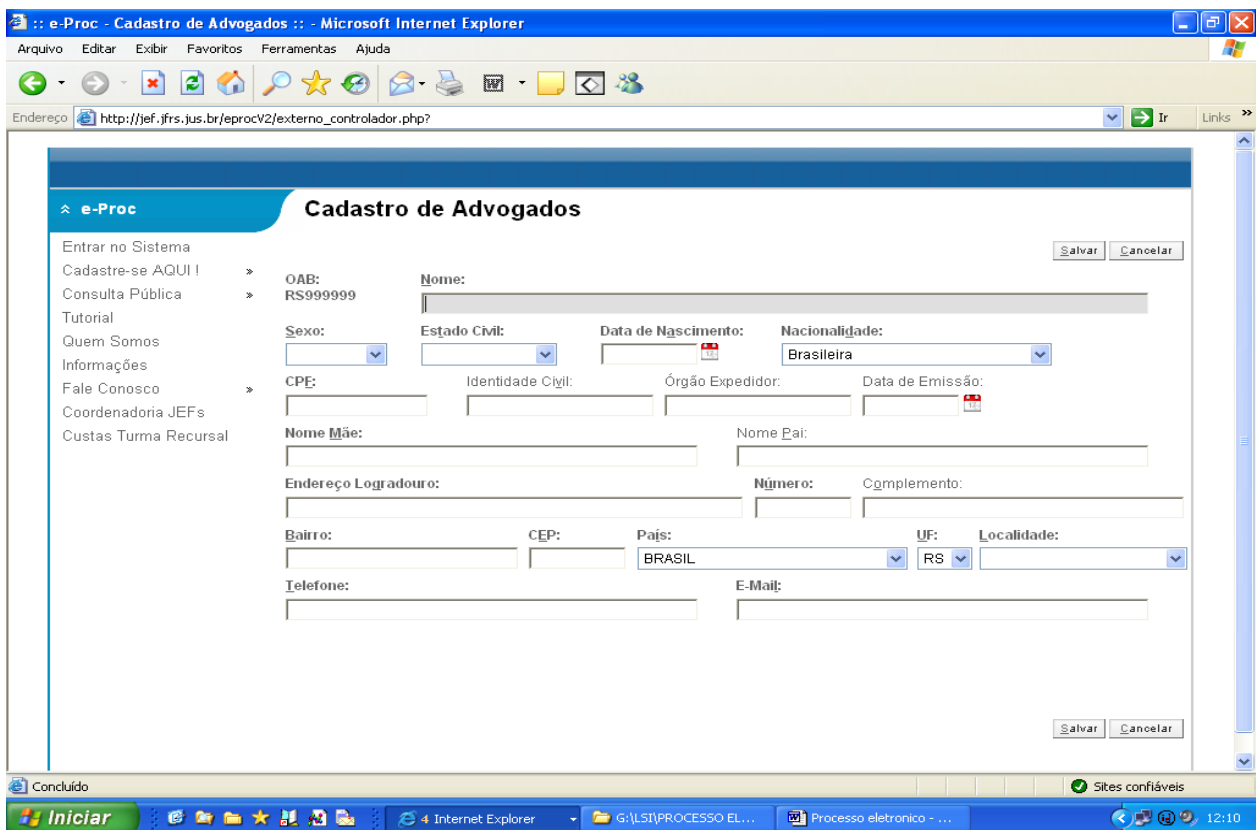 :: e-Proc - Cadastro de Advogados :: - Microsoft Internet Explorer
Arquivo Editar Exibir Favoritos Ferramentas Ajuda
Endereço http://jef.jfrs.jus.br/eprocV2/externo_controlador.php? Ir Links »
e-Proc
Cadastro de Advogados
Entrar no Sistema
Cadastre-se AQUI ! »
Consulta Pública »
Tutorial
Quem Somos
Informações
Fale Conosco »
Coordenadoria JEFs
Custas Turma Recursal
Salvar Cancelar
OAB: Nome:
RS999999
Sexo: Estado Civil: Data de Nascimento: Nacionalidade:
Brasileira
CPF: Identidade Civil: Órgão Expedidor: Data de Emissão:
Nome Mãe: Nome Pai:
Endereço Logradouro: Número: Complemento:
Bairro: CEP: País: UF: Localidade:
BRASIL RS
Telefone: E-Mail:
Salvar Cancelar
Concluído Sites confiáveis
Iniciar 4 Internet Explorer G:\LSI\PROCESSO EL... Processo eletronico - ... 12:10